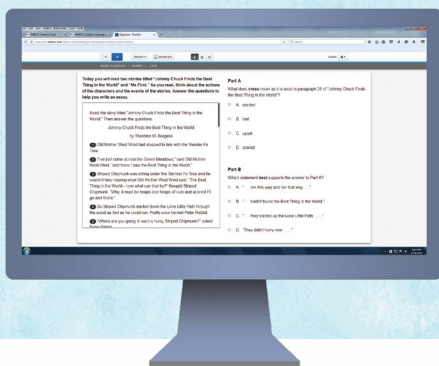 Today you will read two stories titled "Johnny Chuck Finds the Best
Thing in the World" and "Me First." As you read, think about the actions
of the characters and the events of the stories. Answer the questions to
help you write an essay.
Read the story titled "Johnny Chuck Finds the Best Thing in the
World." Then answer the questions.
Johnny Chuck Finds the Best Thing in the World
by Thornton W. Burgess
1 Old Mother West Wind had stopped to talk with the Slender Fir
Tree.
2 "I've just come across the Green Meadows," said Old Mother
West Wind, "and there I saw the Best Thing in the World."
3 Striped Chipmunk was sitting under the Slender Fir Tree and he
couldn't help hearing what Old Mother West Wind said. "The Best
Thing in the World—now what can that be?" thought Striped
Chipmunk. "Why, it must be heaps and heaps of nuts and acorns! I'll
go and find it."
4 So Striped Chipmunk started down the Lone Little Path through
the wood as fast as he could run. Pretty soon he met Peter Rabbit.
5 "Where are you going in such a hurry, Striped Chipmunk?" asked
Peter Rabbit.
Part A
What does cross mean as it is used in paragraph 28 of "Johnny Chuck Finds
the Best Thing in the World"?
A. excited
B. lost
C. upset
D. scared
Part B
Which statement best supports the answer to Part A?
A. ". . . ran this way and ran that way . . ."
B. ". . . hadn't found the Best Thing in the World."
C. ". . . they started up the Lone Little Path . . ."
D. "They didn't hurry now . . ."